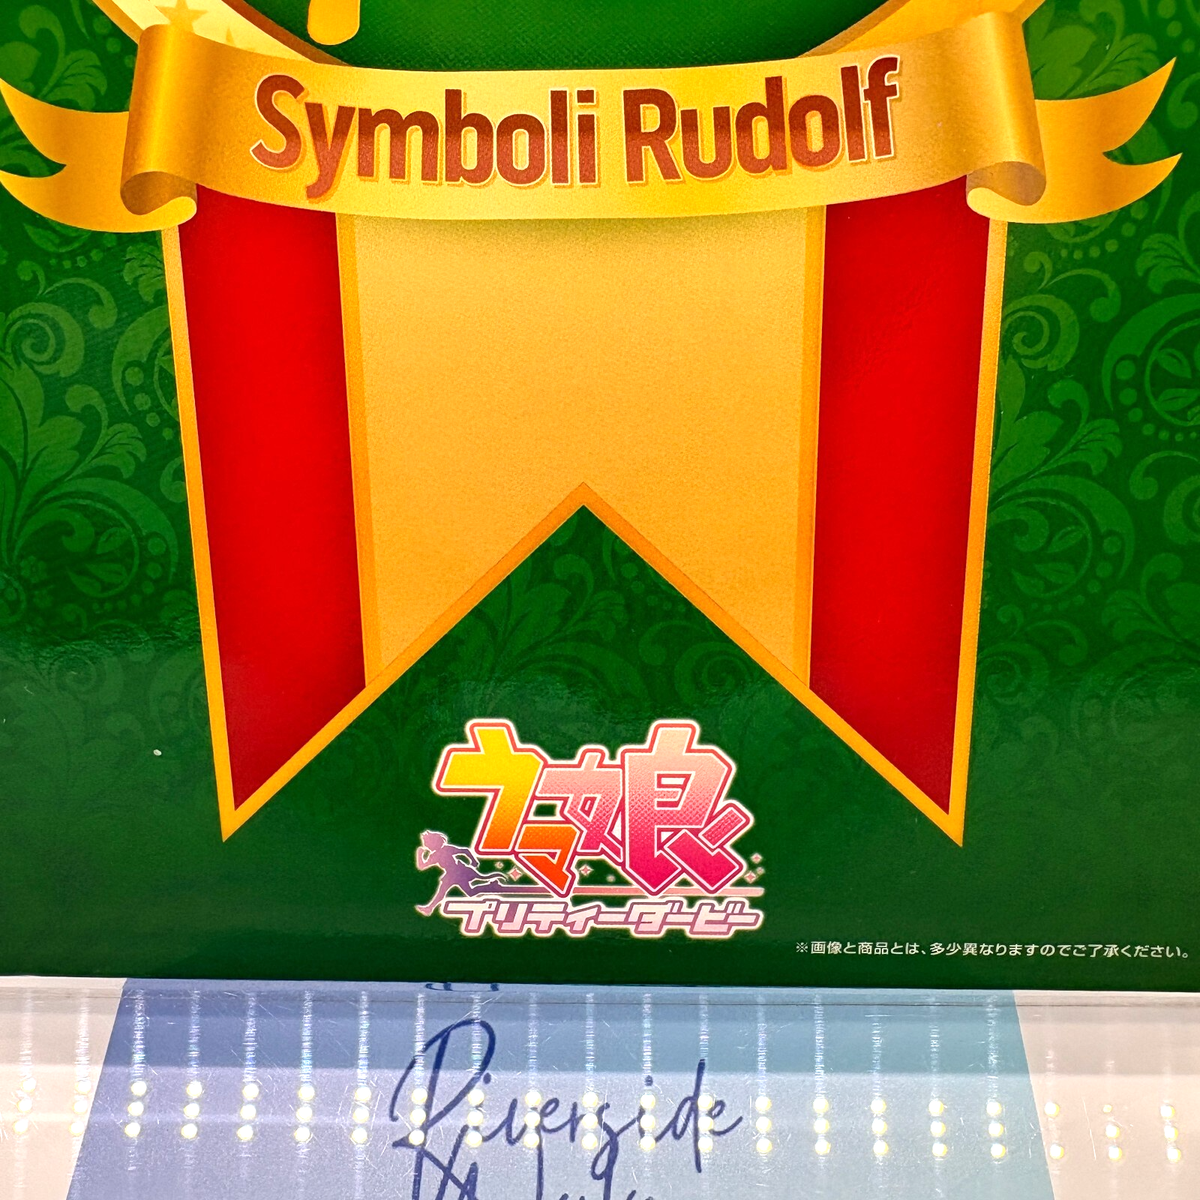 Symboli Rudolf
ウマ娘
プリティーダービー
※画像と商品とは、多少異なりますのでご了承ください。
Riverside